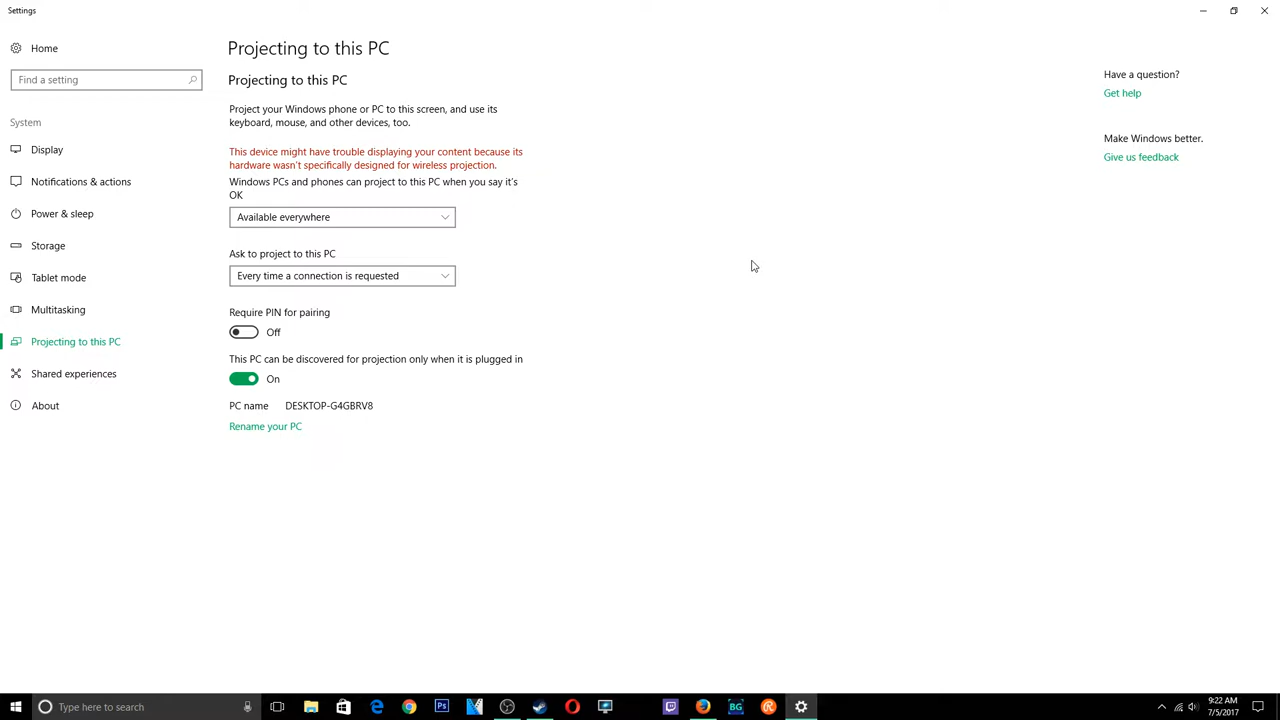 Settings
Home
Find a setting
System
Display
Notifications & actions
Power & sleep
Storage
Tablet mode
Multitasking
Projecting to this PC
Shared experiences
About
Projecting to this PC
Projecting to this PC
Project your Windows phone or PC to this screen, and use its
keyboard, mouse, and other devices, too.
This device might have trouble displaying your content because its
hardware wasn't specifically designed for wireless projection.
Windows PCs and phones can project to this PC when you say it's
OK
Available everywhere
Ask to project to this PC
Every time a connection is requested
Require PIN for pairing
Off
This PC can be discovered for projection only when it is plugged in
On
PC name DESKTOP-G4GBRV8
Rename your PC
Have a question?
Get help
Make Windows better.
Give us feedback
Type here to search
Ps
BG
9:22 AM
7/5/2017